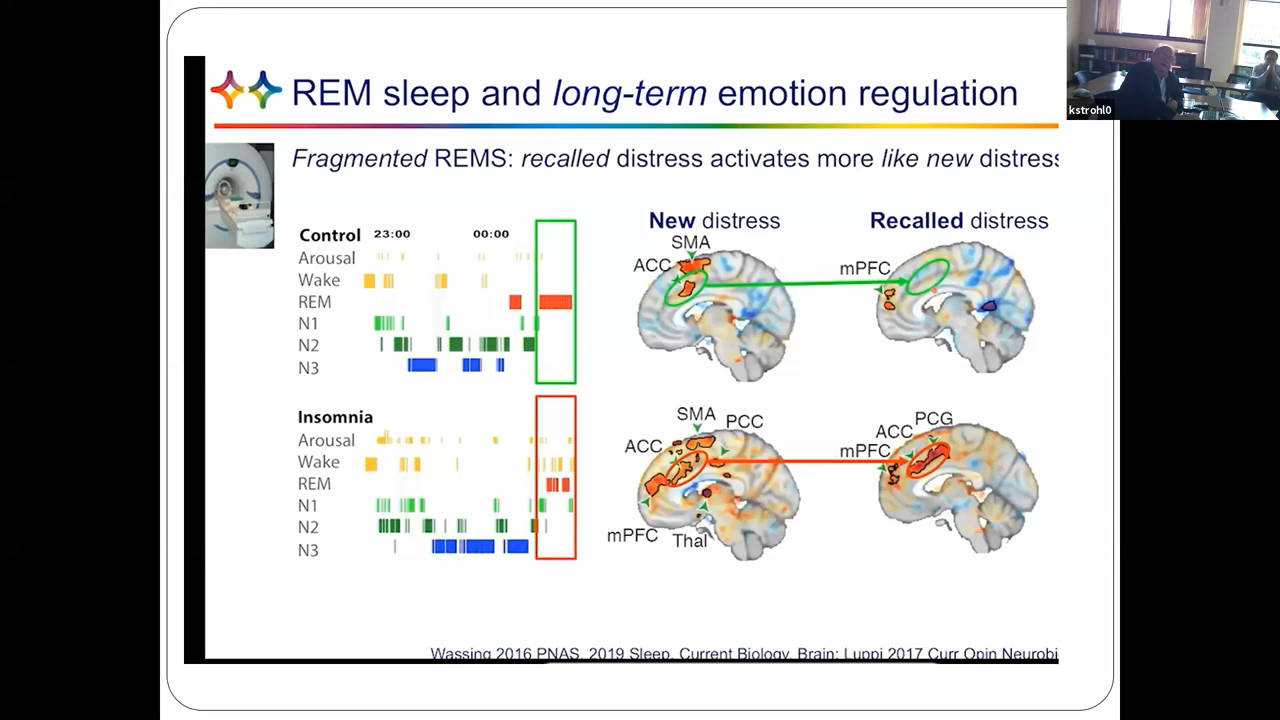 REM sleep and long-term emotion regulation
kstrohl0
Fragmented REMS: recalled distress activates more like new distress
New distress
Recalled distress
Control 23:00 00:00
Arousal
Wake
REM
N1
N2
N3
SMA
ACC
mPFC
Insomnia
Arousal
Wake
REM
N1
N2
N3
SMA
PCC
ACC
mPFC
Thal
PCG
ACC
mPFC
Wassing 2016 PNAS, 2019 Sleep, Current Biology, Brain; Luppi 2017 Curr Opin Neurobi